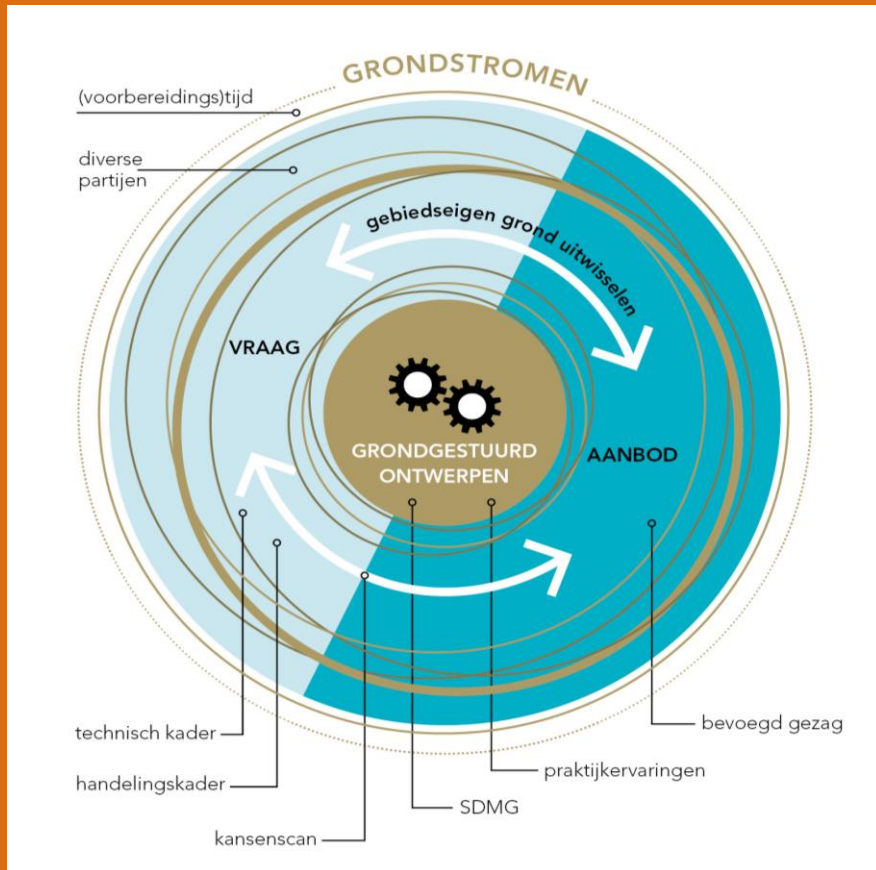 GRONDSTROMEN
(voorbereidings)tijd
diverse
partijen
gebiedseigen grond uitwisselen
VRAAG
GRONDGESTUURD
ONTWERPEN
AANBOD
technisch kader
handelingskader
kansenscan
SDMG
praktijkervaringen
bevoegd gezag